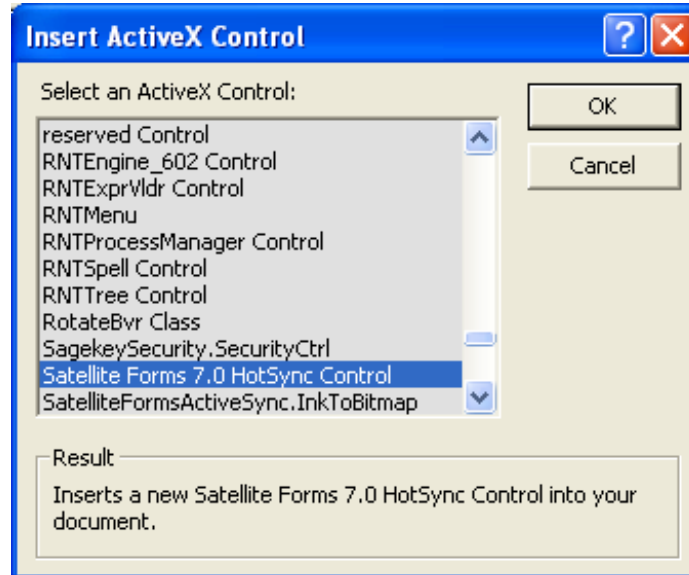 Insert ActiveX Control
Select an ActiveX Control:
OK
Cancel
reserved Control
RNTEngine_602 Control
RNTExprVldr Control
RNTMenu
RNTProcessManager Control
RNTSpell Control
RNTTree Control
RotateBvr Class
SagekeySecurity.SecurityCtrl
Satellite Forms 7.0 HotSync Control
SatelliteFormsActiveSync.InkToBitmap
Result
Inserts a new Satellite Forms 7.0 HotSync Control into your
document.